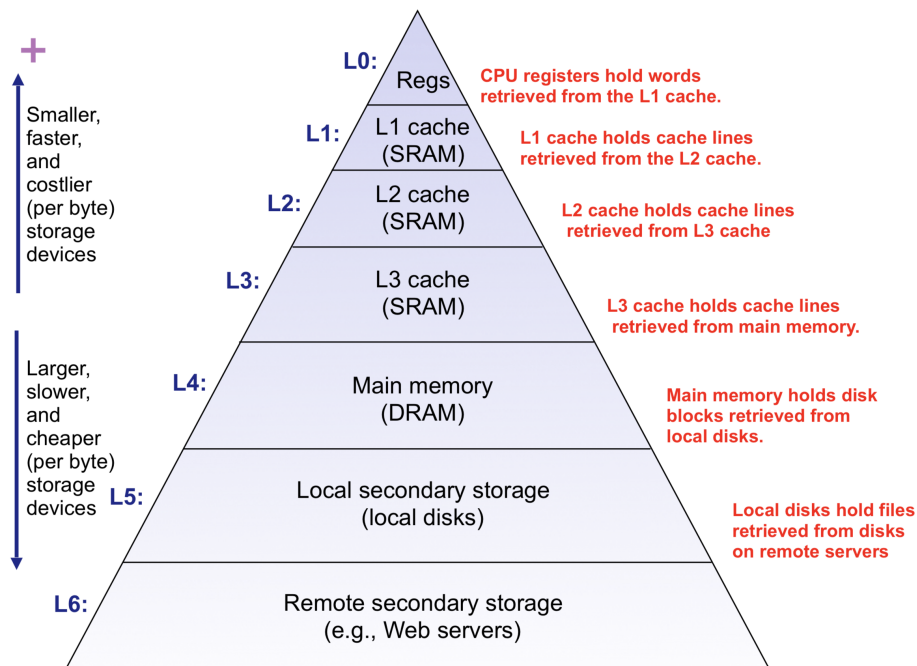 +
L0:
Regs
CPU registers hold words
retrieved from the L1 cache.
Smaller,
faster,
and
costlier
(per byte)
storage
devices
L1:
L1 cache
(SRAM)
L1 cache holds cache lines
retrieved from the L2 cache.
L2:
L2 cache
(SRAM)
L2 cache holds cache lines
retrieved from L3 cache
L3:
L3 cache
(SRAM)
L3 cache holds cache lines
retrieved from main memory.
Larger,
slower,
and
cheaper
(per byte)
storage
devices
L4:
Main memory
(DRAM)
Main memory holds disk
blocks retrieved from
local disks.
L5:
Local secondary storage
(local disks)
Local disks hold files
retrieved from disks
on remote servers
L6:
Remote secondary storage
(e.g., Web servers)